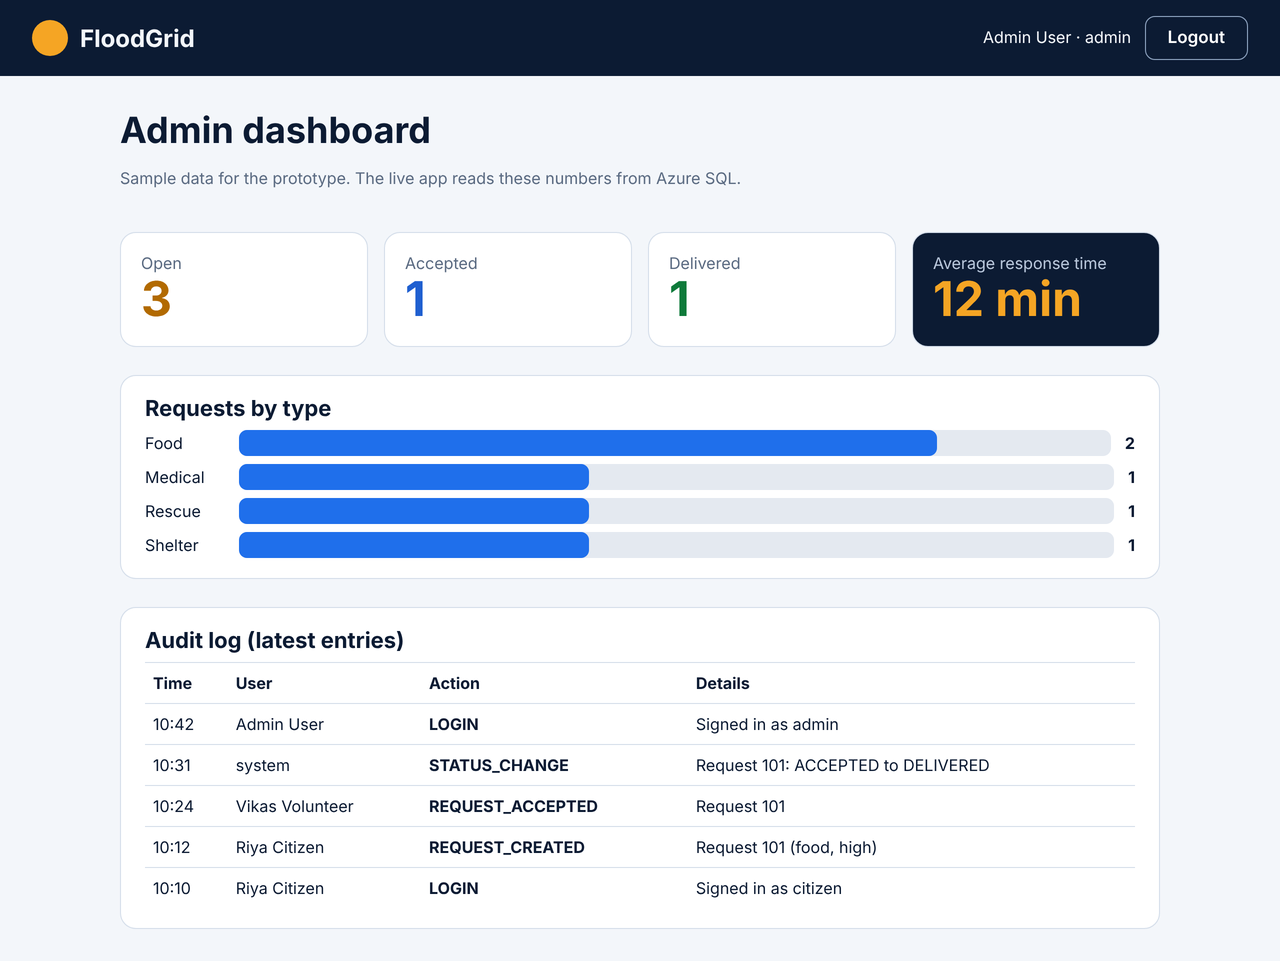 FloodGrid
Admin User · admin
Logout
Admin dashboard
Sample data for the prototype. The live app reads these numbers from Azure SQL.
Open
3
Accepted
1
Delivered
1
Average response time
12 min
Requests by type
Food 2
Medical 1
Rescue 1
Shelter 1
Audit log (latest entries)
Time User Action Details
10:42 Admin User LOGIN Signed in as admin
10:31 system STATUS_CHANGE Request 101: ACCEPTED to DELIVERED
10:24 Vikas Volunteer REQUEST_ACCEPTED Request 101
10:12 Riya Citizen REQUEST_CREATED Request 101 (food, high)
10:10 Riya Citizen LOGIN Signed in as citizen